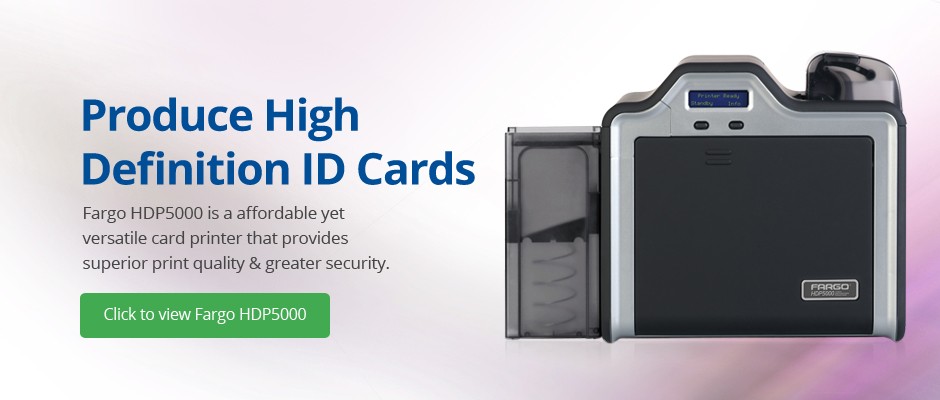 Produce High
Definition ID Cards
Fargo HDP5000 is a affordable yet
versatile card printer that provides
superior print quality & greater security.
Click to view Fargo HDP5000
Printer Ready
Standby Info
FARGO
HDP5000